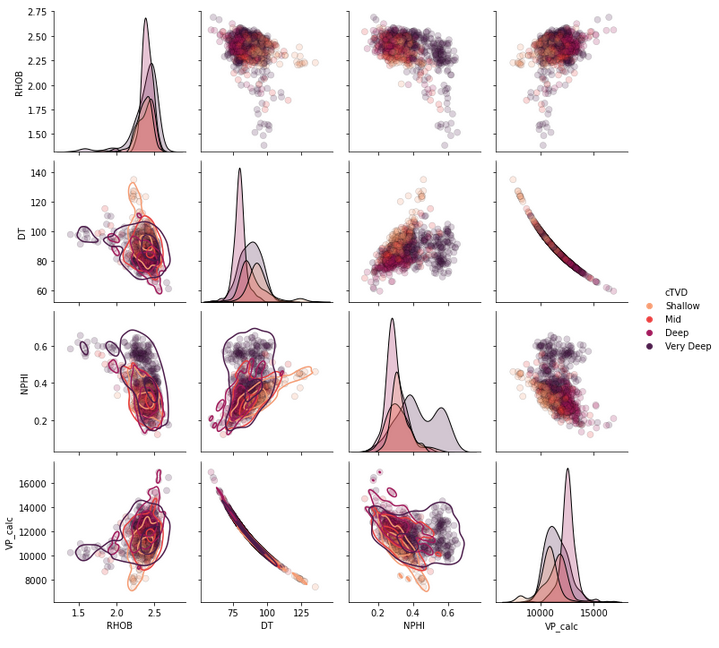 2.75
2.50
2.25
2.00
1.75
1.50
RHOB
140
120
100
80
60
DT
cTVD
Shallow
Mid
Deep
Very Deep
0.6
0.4
0.2
NPHI
16000
14000
12000
10000
8000
VP_calc
1.5 2.0 2.5 75 100 125 0.2 0.4 0.6 10000 15000
RHOB DT NPHI VP_calc